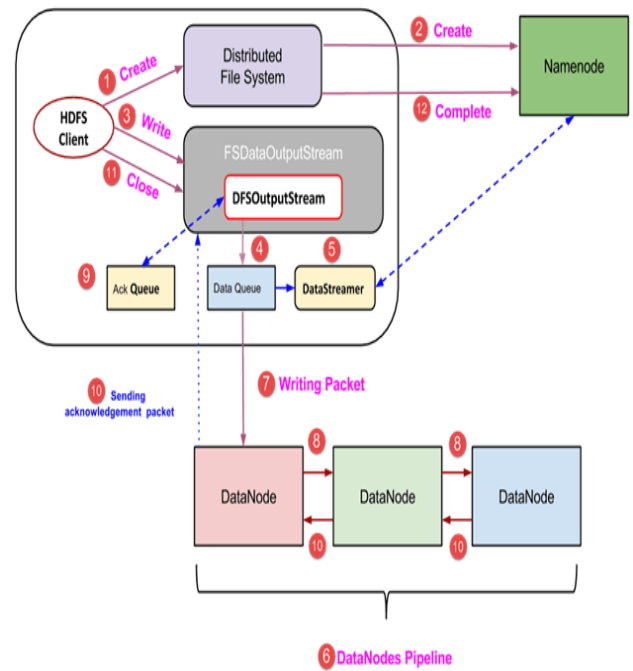 2 Create
Distributed
File System
Namenode
1 Create
12 Complete
HDFS
Client
3 Write
FSDataOutputStream
11 Close
DFSOutputStream
4
5
9
Ack Queue
Data Queue
DataStreamer
10 Sending
acknowledgement packet
7 Writing Packet
8
8
DataNode
DataNode
DataNode
10
10
6 DataNodes Pipeline